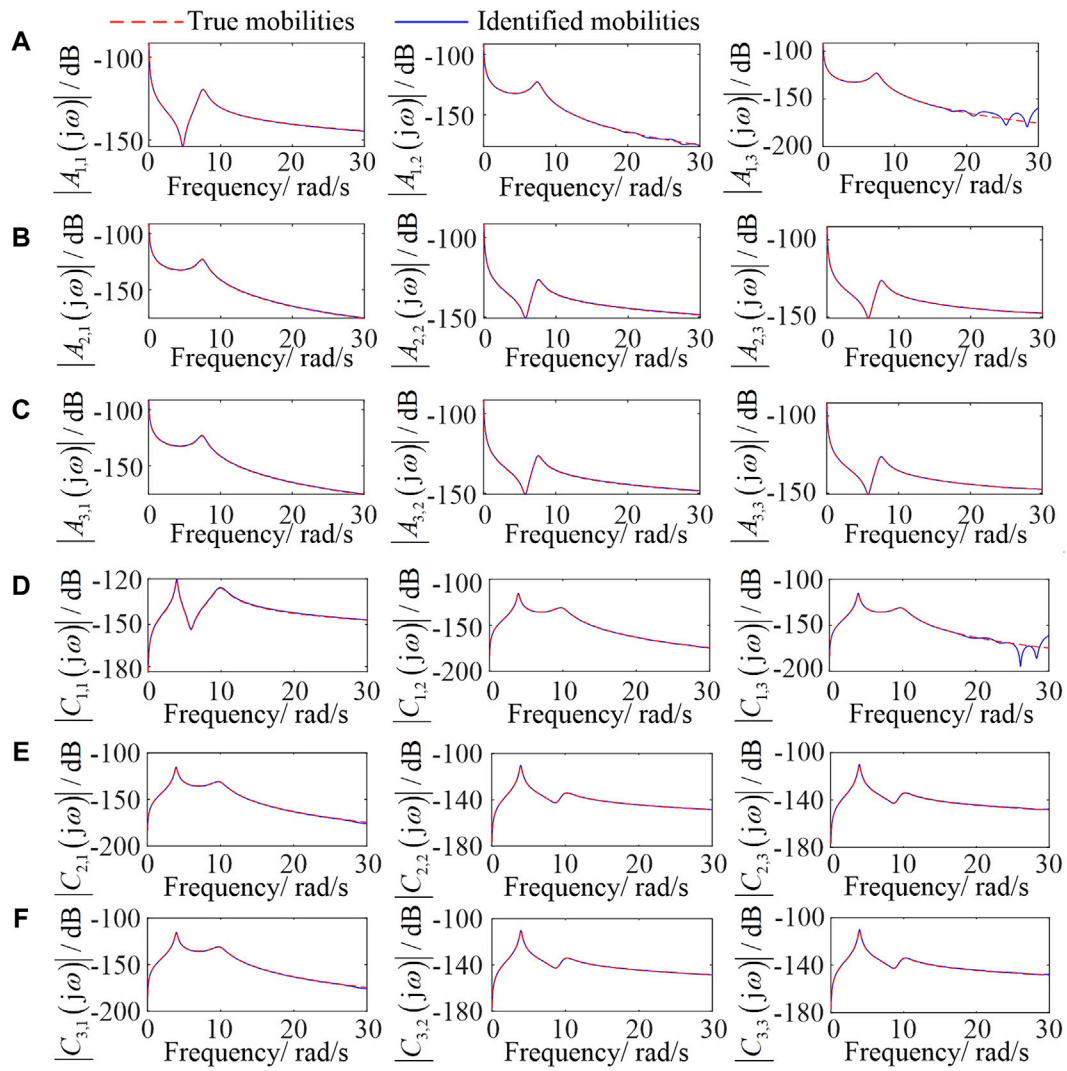 True mobilities Identified mobilities
A
|A1,1(jω)| / dB
-100
-150
0 10 20 30
Frequency/ rad/s
|A1,2(jω)| / dB
-100
-150
0 10 20 30
Frequency/ rad/s
|A1,3(jω)| / dB
-100
-150
-200
0 10 20 30
Frequency/ rad/s
B
|A2,1(jω)| / dB
-100
-150
0 10 20 30
Frequency/ rad/s
|A2,2(jω)| / dB
-100
-150
0 10 20 30
Frequency/ rad/s
|A2,3(jω)| / dB
-100
-150
0 10 20 30
Frequency/ rad/s
C
|A3,1(jω)| / dB
-100
-150
0 10 20 30
Frequency/ rad/s
|A3,2(jω)| / dB
-100
-150
0 10 20 30
Frequency/ rad/s
|A3,3(jω)| / dB
-100
-150
0 10 20 30
Frequency/ rad/s
D
|C1,1(jω)| / dB
-120
-150
-180
0 10 20 30
Frequency/ rad/s
|C1,2(jω)| / dB
-100
-150
-200
0 10 20 30
Frequency/ rad/s
|C1,3(jω)| / dB
-100
-150
-200
0 10 20 30
Frequency/ rad/s
E
|C2,1(jω)| / dB
-100
-150
-200
0 10 20 30
Frequency/ rad/s
|C2,2(jω)| / dB
-100
-140
-180
0 10 20 30
Frequency/ rad/s
|C2,3(jω)| / dB
-100
-140
-180
0 10 20 30
Frequency/ rad/s
F
|C3,1(jω)| / dB
-100
-150
-200
0 10 20 30
Frequency/ rad/s
|C3,2(jω)| / dB
-100
-140
-180
0 10 20 30
Frequency/ rad/s
|C3,3(jω)| / dB
-100
-140
-180
0 10 20 30
Frequency/ rad/s